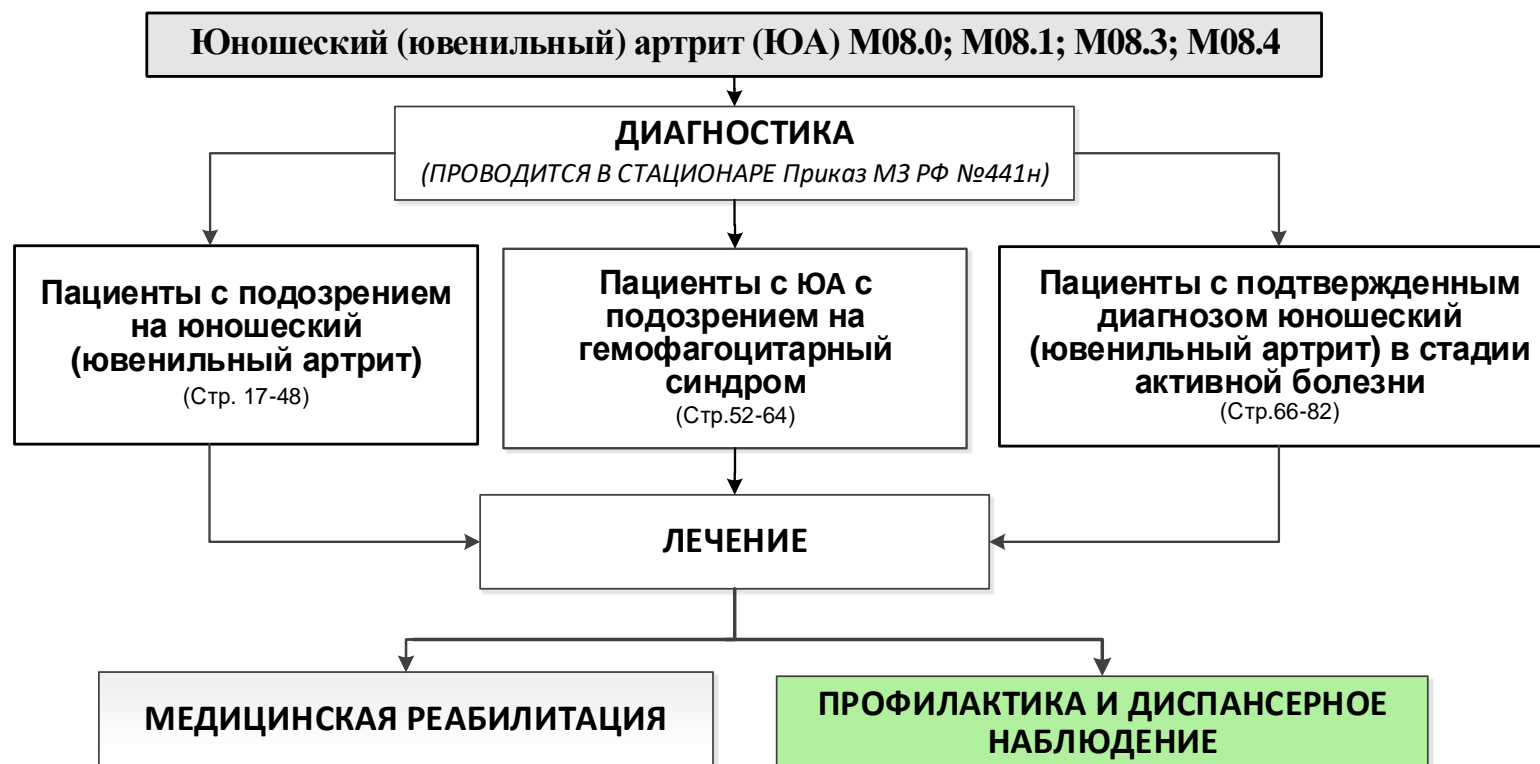 Юношеский (ювенильный) артрит (ЮА) М08.0; М08.1; М08.3; М08.4
ДИАГНОСТИКА
(ПРОВОДИТСЯ В СТАЦИОНАРЕ Приказ МЗ РФ №441н)
Пациенты с подозрением
на юношеский
(ювенильный артрит)
(Стр. 17-48)
Пациенты с ЮА с
подозрением на
гемофагоцитарный
синдром
(Стр.52-64)
Пациенты с подтвержденным
диагнозом юношеский
(ювенильный артрит) в стадии
активной болезни
(Стр.66-82)
ЛЕЧЕНИЕ
МЕДИЦИНСКАЯ РЕАБИЛИТАЦИЯ
ПРОФИЛАКТИКА И ДИСПАНСЕРНОЕ
НАБЛЮДЕНИЕ